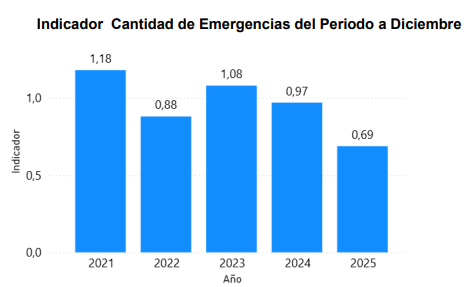 Indicador  Cantidad de Emergencias del Periodo a Diciembre
1,18
1,08
0,97
0,88
0,69
1,0
0,5
0,0
Indicador
2021 2022 2023 2024 2025
Año